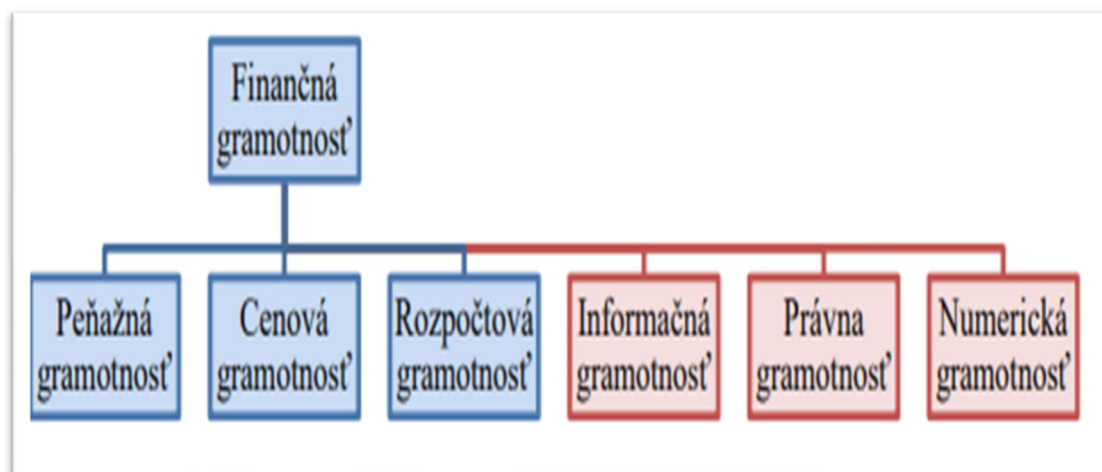 Finančná
gramotnosť
Peňažná
gramotnosť
Cenová
gramotnosť
Rozpočtová
gramotnosť
Informačná
gramotnosť
Právna
gramotnosť
Numerická
gramotnosť